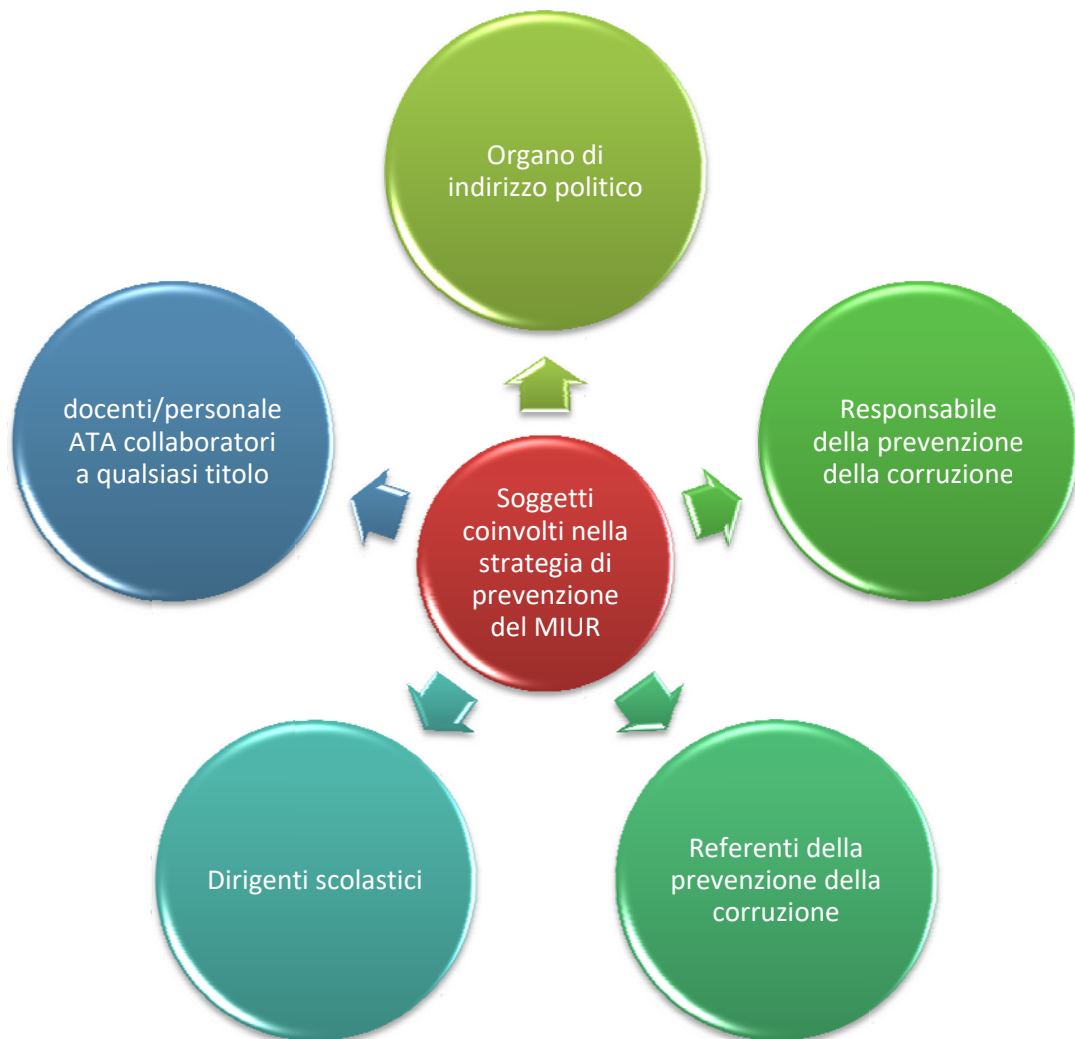 Organo di
indirizzo politico
docenti/personale
ATA collaboratori
a qualsiasi titolo
Responsabile
della prevenzione
della corruzione
Soggetti
coinvolti nella
strategia di
prevenzione
del MIUR
Dirigenti scolastici
Referenti della
prevenzione della
corruzione